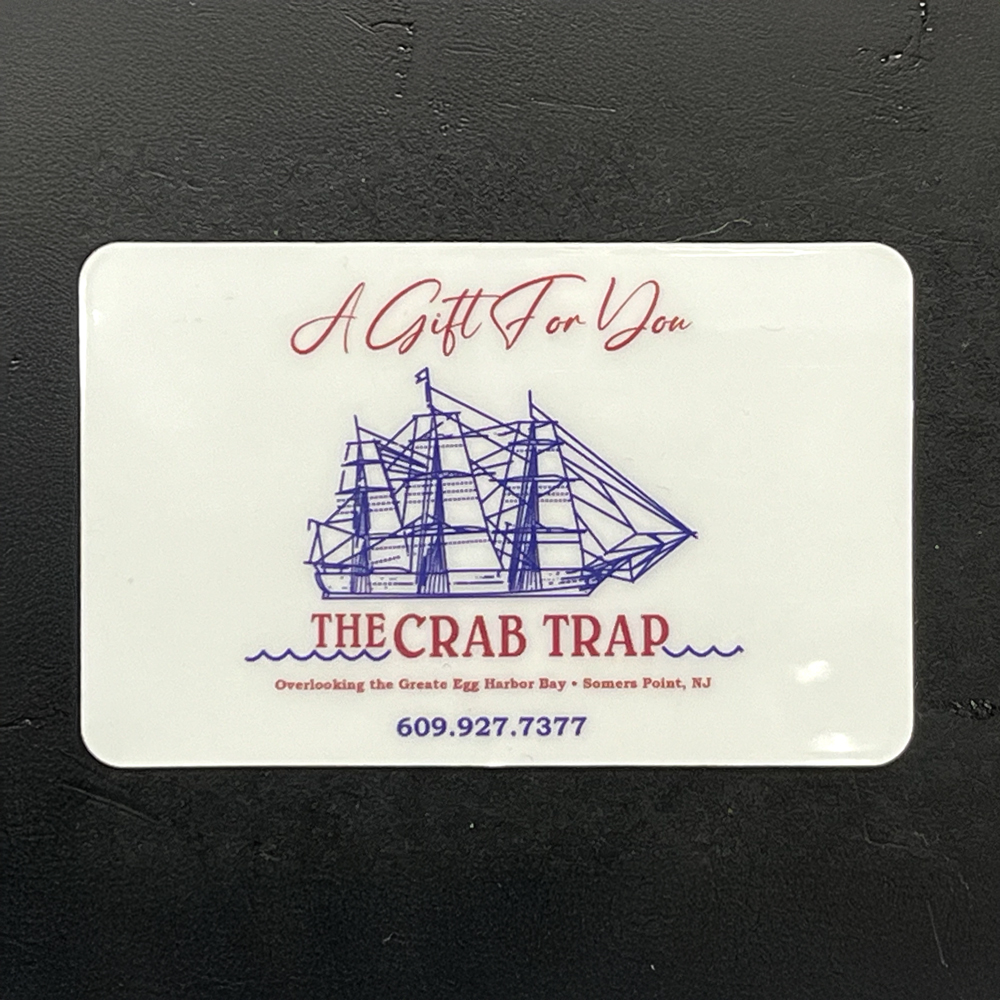 A Gift For You
THE CRAB TRAP
Overlooking the Greate Egg Harbor Bay • Somers Point, NJ
609.927.7377